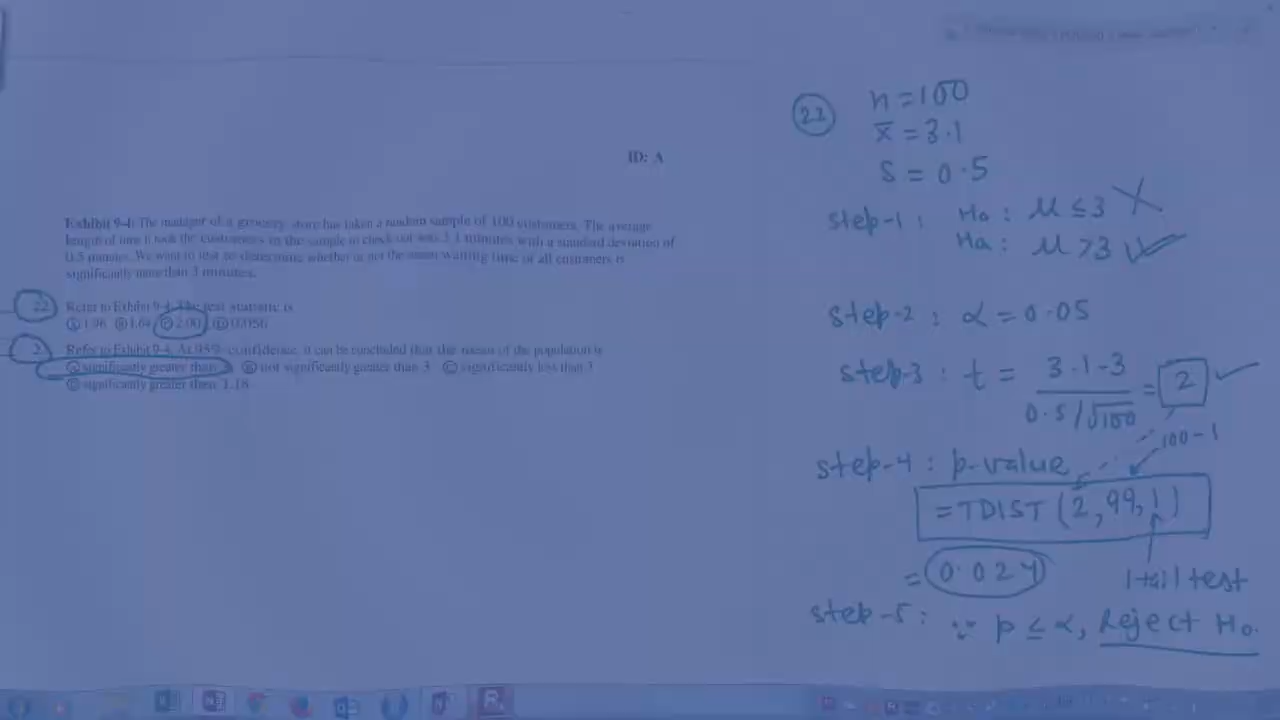 ID: A
Exhibit 9-4: The manager of a grocery store has taken a random sample of 100 customers. The average
length of time it took the customers in the sample to check out was 3.1 minutes with a standard deviation of
0.5 minutes. We want to test to determine whether or not the mean waiting time of all customers is
significantly more than 3 minutes.
22 Refer to Exhibit 9-4. The test statistic is
A 1.96 B 1.64 C 2.00 D 0.056
2 Refer to Exhibit 9-4. At 95% confidence, it can be concluded that the mean of the population is
A significantly greater than B not significantly greater than 3 C significantly less than 3
D significantly greater then 3.18
22 n = 100
x̄ = 3.1
S = 0.5
Step-1 : H₀ : μ ≤ 3 ✗
Ha : μ > 3 ✓
Step-2 : α = 0.05
Step-3 : t = 3.1-3 / 0.5/√100 = 2 ✓
100-1
Step-4 : p-value
= TDIST (2, 99, 1)
= 0.024
1 tail test
Step-5 : ∵ p ≤ α, Reject H₀.